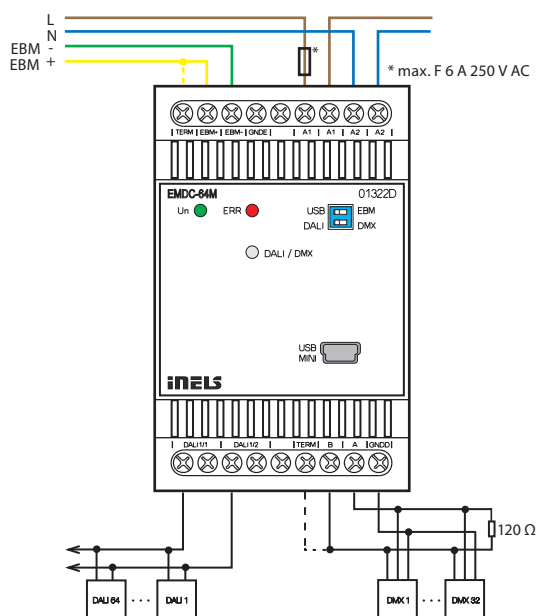 L
N
EBM -
EBM +
*
* max. F 6 A 250 V AC
TERM EBM+ EBM- GNDE A1 A1 A2 A2
EMDC-64M 01322D
Un ERR USB EBM
DALI DMX
DALI / DMX
USB
MINI
iNELS
DALI1/1 DALI1/2 TERM B A GNDD
120 Ω
DALI 64 · · · DALI 1 DMX 1 · · · DMX 32